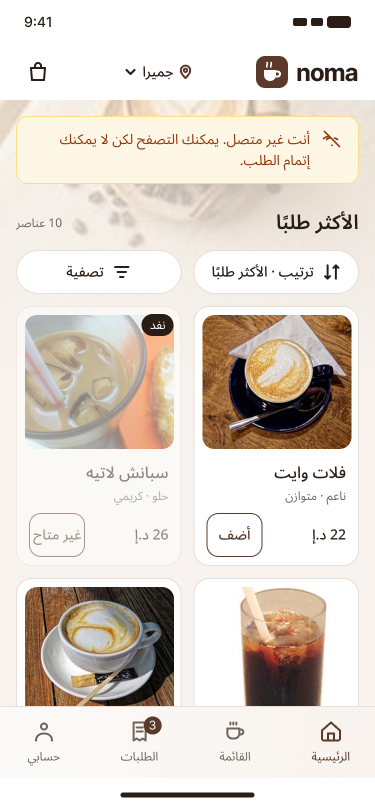 9:41
noma
جميرا
أنت غير متصل. يمكنك التصفح لكن لا يمكنك
إتمام الطلب.
الأكثر طلبًا
10 عناصر
ترتيب · الأكثر طلبًا
تصفية
نفد
فلات وايت
ناعم · متوازن
22 د.إ
أضف
سبانش لاتيه
حلو · كريمي
26 د.إ
غير متاح
الرئيسية
القائمة
3
الطلبات
حسابي